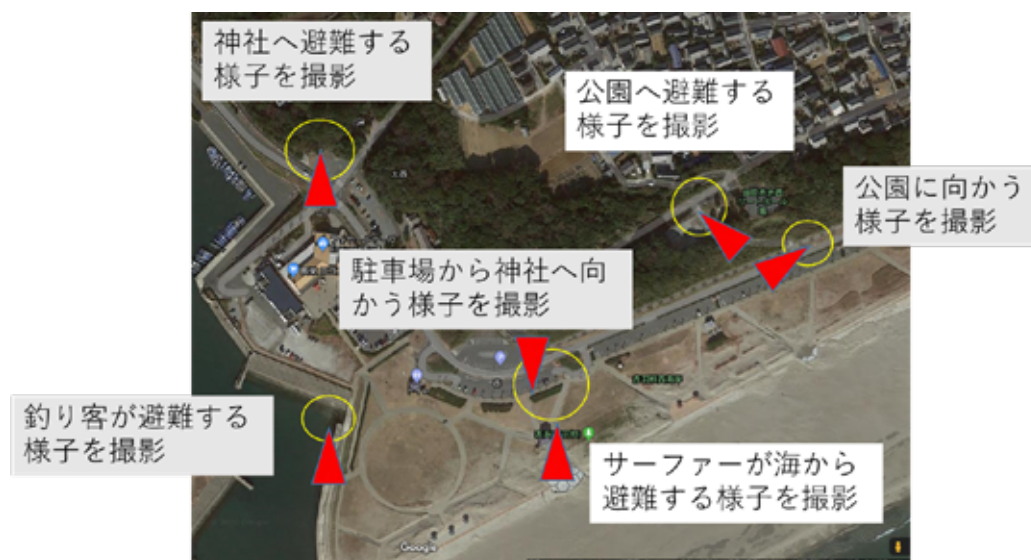 神社へ避難する
様子を撮影
公園へ避難する
様子を撮影
公園に向かう
様子を撮影
駐車場から神社へ向
かう様子を撮影
釣り客が避難する
様子を撮影
サーファーが海から
避難する様子を撮影
Google